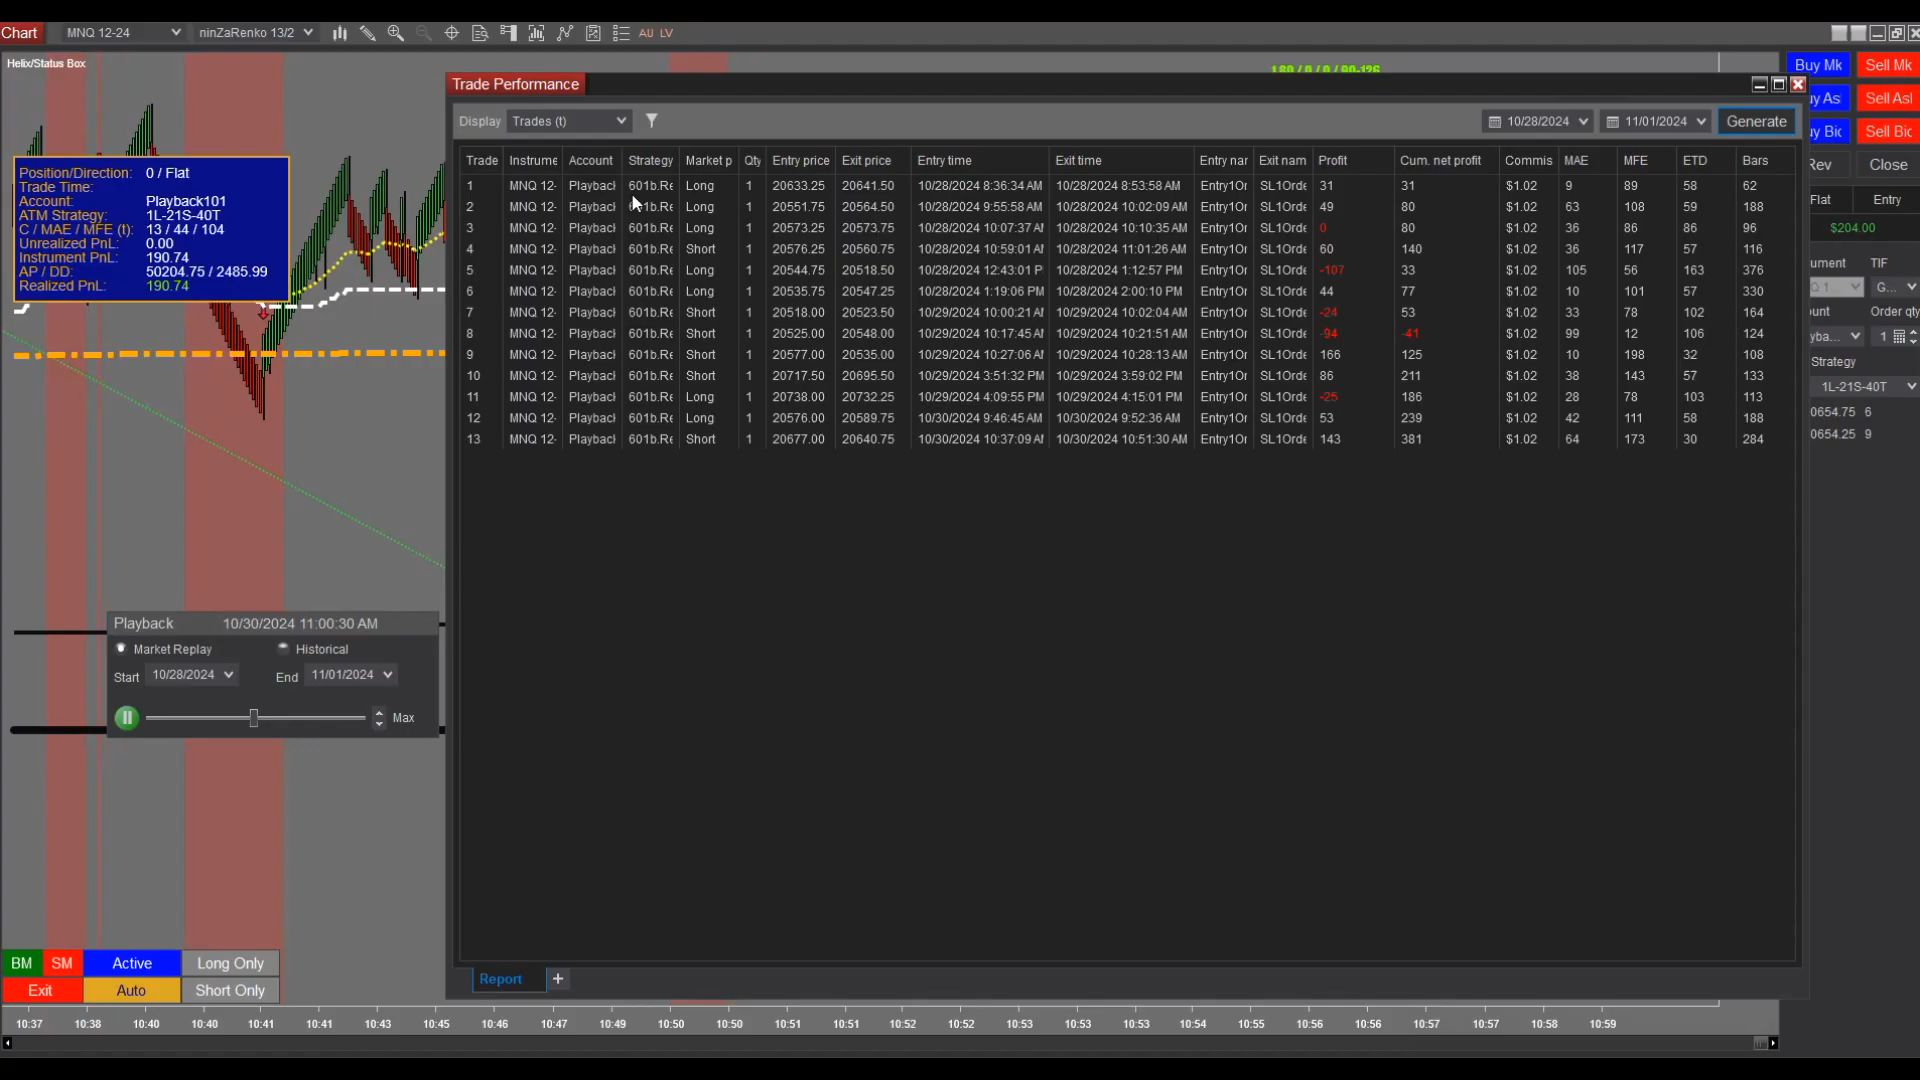 Chart MNQ 12-24 ninZaRenko 13/2 AU LV
Helix/Status Box
Buy Mk Sell Mk
Sell Asl
Sell Bic
Rev Close
Flat Entry
$204.00
TIF
G...
Order qty
1
Strategy
1L-21S-40T
0654.75 6
0654.25 9
Position/Direction: 0 / Flat
Trade Time:
Account: Playback101
ATM Strategy: 1L-21S-40T
C / MAE / MFE (t): 13 / 44 / 104
Unrealized PnL: 0.00
Instrument PnL: 190.74
AP / DD: 50204.75 / 2485.99
Realized PnL: 190.74
Trade Performance
Display Trades (t) 10/28/2024 11/01/2024 Generate
Trade Instrume Account Strategy Market p Qty Entry price Exit price Entry time Exit time Entry nar Exit nam Profit Cum. net profit Commis MAE MFE ETD Bars
1 MNQ 12- Playback 601b.Re Long 1 20633.25 20641.50 10/28/2024 8:36:34 AM 10/28/2024 8:53:58 AM Entry1Or SL1Orde 31 31 $1.02 9 89 58 62
2 MNQ 12- Playback 601b.Re Long 1 20551.75 20564.50 10/28/2024 9:55:58 AM 10/28/2024 10:02:09 AM Entry1Or SL1Orde 49 80 $1.02 63 108 59 188
3 MNQ 12- Playback 601b.Re Long 1 20573.25 20573.75 10/28/2024 10:07:37 AI 10/28/2024 10:10:35 AM Entry1Or SL1Orde 0 80 $1.02 36 86 86 96
4 MNQ 12- Playback 601b.Re Short 1 20576.25 20560.75 10/28/2024 10:59:01 AI 10/28/2024 11:01:26 AM Entry1Or SL1Orde 60 140 $1.02 36 117 57 116
5 MNQ 12- Playback 601b.Re Long 1 20544.75 20518.50 10/28/2024 12:43:01 P 10/28/2024 1:12:57 PM Entry1Or SL1Orde -107 33 $1.02 105 56 163 376
6 MNQ 12- Playback 601b.Re Long 1 20535.75 20547.25 10/28/2024 1:19:06 PM 10/28/2024 2:00:10 PM Entry1Or SL1Orde 44 77 $1.02 10 101 57 330
7 MNQ 12- Playback 601b.Re Short 1 20518.00 20523.50 10/29/2024 10:00:21 AI 10/29/2024 10:02:04 AM Entry1Or SL1Orde -24 53 $1.02 33 78 102 164
8 MNQ 12- Playback 601b.Re Short 1 20525.00 20548.00 10/29/2024 10:17:45 AI 10/29/2024 10:21:51 AM Entry1Or SL1Orde -94 -41 $1.02 99 12 106 124
9 MNQ 12- Playback 601b.Re Short 1 20577.00 20535.00 10/29/2024 10:27:06 AI 10/29/2024 10:28:13 AM Entry1Or SL1Orde 166 125 $1.02 10 198 32 108
10 MNQ 12- Playback 601b.Re Short 1 20717.50 20695.50 10/29/2024 3:51:32 PM 10/29/2024 3:59:02 PM Entry1Or SL1Orde 86 211 $1.02 38 143 57 133
11 MNQ 12- Playback 601b.Re Long 1 20738.00 20732.25 10/29/2024 4:09:55 PM 10/29/2024 4:15:01 PM Entry1Or SL1Orde -25 186 $1.02 28 78 103 113
12 MNQ 12- Playback 601b.Re Long 1 20576.00 20589.75 10/30/2024 9:46:45 AM 10/30/2024 9:52:36 AM Entry1Or SL1Orde 53 239 $1.02 42 111 58 188
13 MNQ 12- Playback 601b.Re Short 1 20677.00 20640.75 10/30/2024 10:37:09 AI 10/30/2024 10:51:30 AM Entry1Or SL1Orde 143 381 $1.02 64 173 30 284
Playback 10/30/2024 11:00:30 AM
Market Replay Historical
Start 10/28/2024 End 11/01/2024
Max
BM SM Active Long Only
Exit Auto Short Only
Report +
10:37 10:38 10:40 10:40 10:41 10:41 10:43 10:45 10:46 10:47 10:49 10:50 10:50 10:51 10:51 10:52 10:52 10:53 10:53 10:53 10:54 10:55 10:56 10:56 10:57 10:57 10:58 10:59